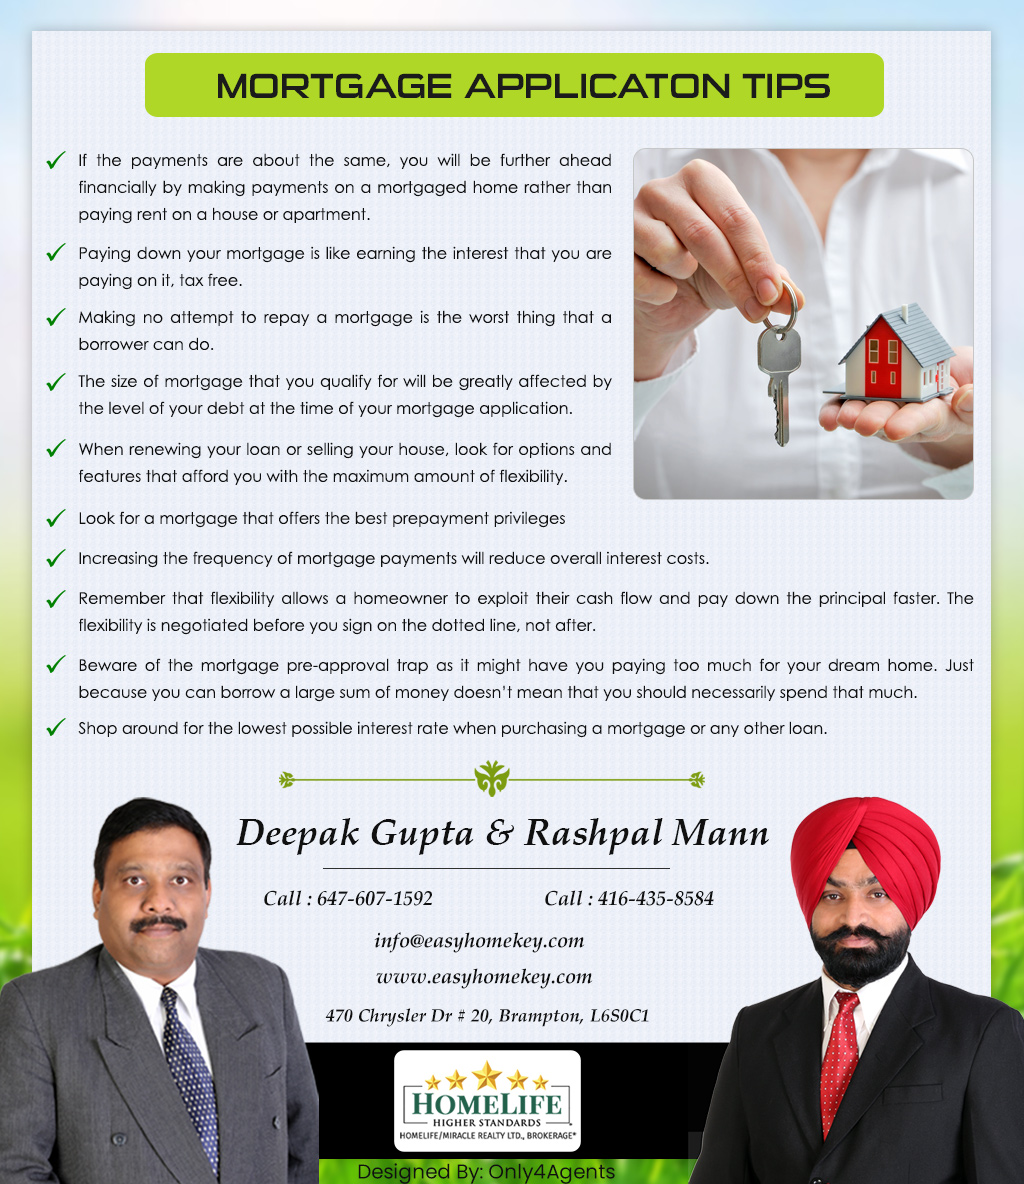 MORTGAGE APPLICATON TIPS
If the payments are about the same, you will be further ahead
financially by making payments on a mortgaged home rather than
paying rent on a house or apartment.
Paying down your mortgage is like earning the interest that you are
paying on it, tax free.
Making no attempt to repay a mortgage is the worst thing that a
borrower can do.
The size of mortgage that you qualify for will be greatly affected by
the level of your debt at the time of your mortgage application.
When renewing your loan or selling your house, look for options and
features that afford you with the maximum amount of flexibility.
Look for a mortgage that offers the best prepayment privileges
Increasing the frequency of mortgage payments will reduce overall interest costs.
Remember that flexibility allows a homeowner to exploit their cash flow and pay down the principal faster. The
flexibility is negotiated before you sign on the dotted line, not after.
Beware of the mortgage pre-approval trap as it might have you paying too much for your dream home. Just
because you can borrow a large sum of money doesn't mean that you should necessarily spend that much.
Shop around for the lowest possible interest rate when purchasing a mortgage or any other loan.
Deepak Gupta & Rashpal Mann
Call : 647-607-1592 Call : 416-435-8584
info@easyhomekey.com
www.easyhomekey.com
470 Chrysler Dr # 20, Brampton, L6S0C1
HOMELIFE
HIGHER STANDARDS
HOMELIFE/MIRACLE REALTY LTD., BROKERAGE*
Designed By: Only4Agents